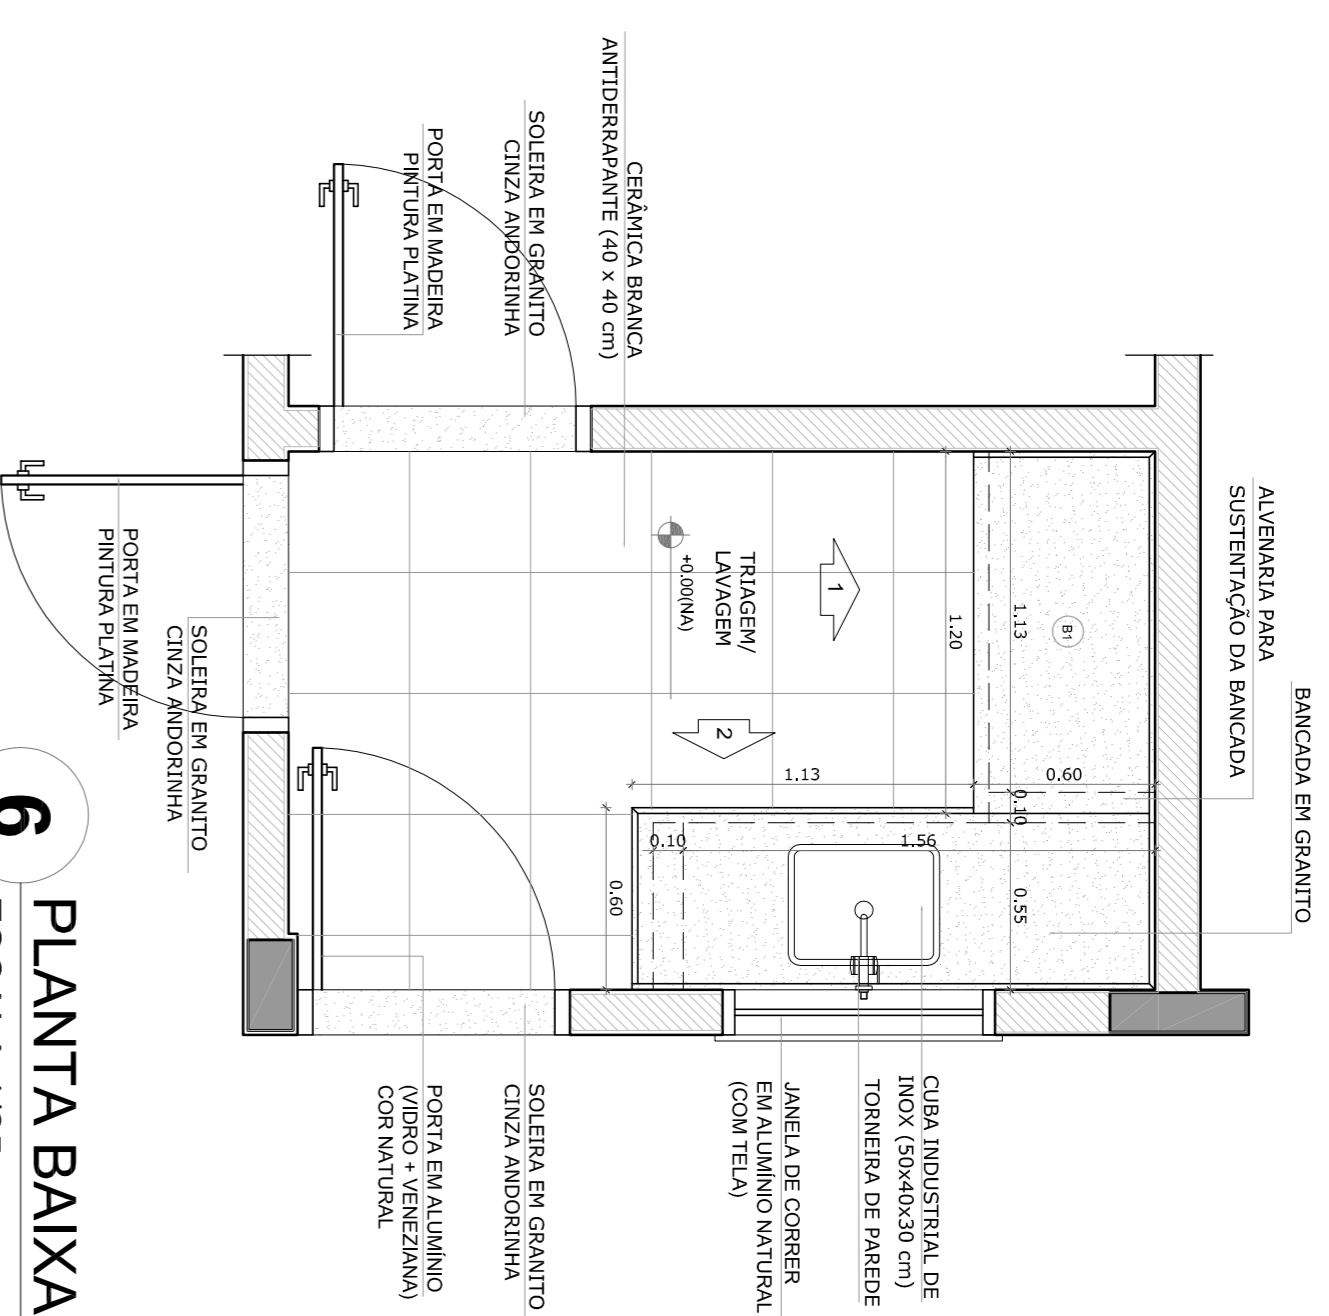 BANCADA EM GRANITO
ALVENARIA PARA
SUSTENTAÇÃO DA BANCADA
CERÂMICA BRANCA
ANTIDERRAPANTE (40 x 40 cm)
SOLEIRA EM GRANITO
CINZA ANDORINHA
PORTA EM MADEIRA
PINTURA PLATINA
B1
1.13
0.10
0.55
0.60
1.20
1.56
1
1.13
TRIAGEM/
LAVAGEM
+0.00(NA)
2
0.10
0.60
CUBA INDUSTRIAL DE
INOX (50x40x30 cm)
TORNEIRA DE PAREDE
JANELA DE CORRER
EM ALUMÍNIO NATURAL
(COM TELA)
SOLEIRA EM GRANITO
CINZA ANDORINHA
PORTA EM ALUMÍNIO
(VIDRO + VENEZIANA)
COR NATURAL
SOLEIRA EM GRANITO
CINZA ANDORINHA
PORTA EM MADEIRA
PINTURA PLATINA
6
PLANTA BAIXA